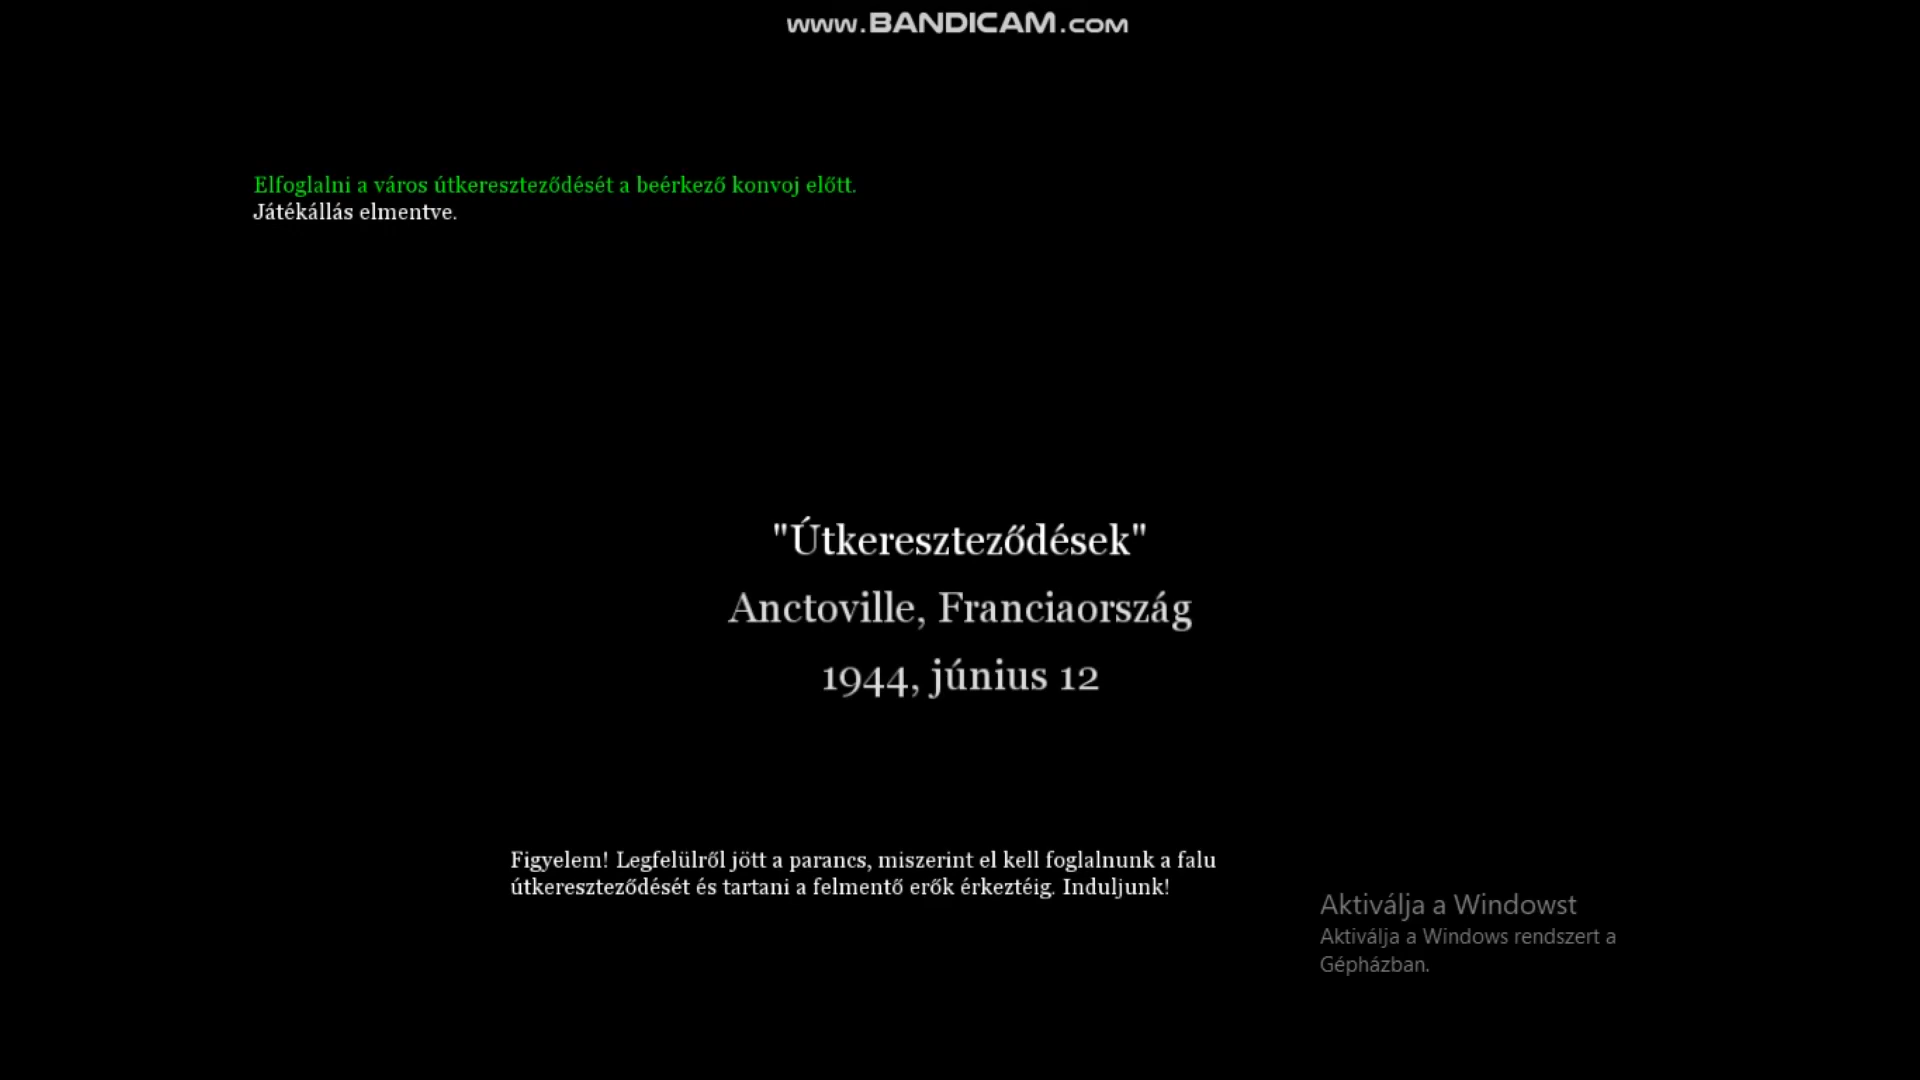 www.BANDICAM.com
Elfoglalni a város útkereszteződését a beérkező konvoj előtt.
Játékállás elmentve.
"Útkereszteződések"
Anctoville, Franciaország
1944, június 12
Figyelem! Legfelülről jött a parancs, miszerint el kell foglalnunk a falu
útkereszteződését és tartani a felmentő erők érkeztéig. Induljunk!
Aktiválja a Windowst
Aktiválja a Windows rendszert a
Gépházban.